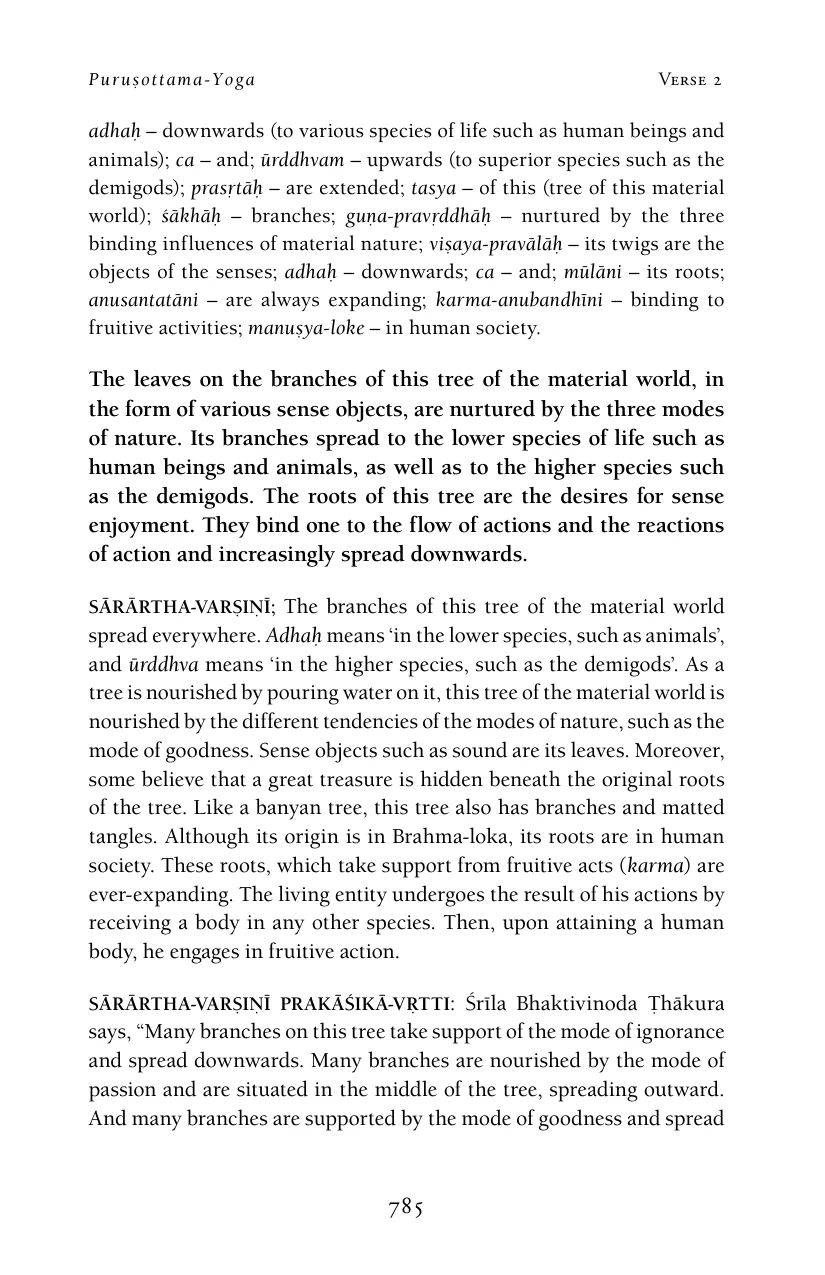 Puruṣottama-Yoga
Verse 2
adhaḥ – downwards (to various species of life such as human beings and
animals); ca – and; ūrddhvam – upwards (to superior species such as the
demigods); prasṛtāḥ – are extended; tasya – of this (tree of this material
world); śākhāḥ – branches; guṇa-pravṛddhāḥ – nurtured by the three
binding influences of material nature; viṣaya-pravālāḥ – its twigs are the
objects of the senses; adhaḥ – downwards; ca – and; mūlāni – its roots;
anusantatāni – are always expanding; karma-anubandhīni – binding to
fruitive activities; manuṣya-loke – in human society.
The leaves on the branches of this tree of the material world, in
the form of various sense objects, are nurtured by the three modes
of nature. Its branches spread to the lower species of life such as
human beings and animals, as well as to the higher species such
as the demigods. The roots of this tree are the desires for sense
enjoyment. They bind one to the flow of actions and the reactions
of action and increasingly spread downwards.
SĀRĀRTHA-VARṢIṆĪ; The branches of this tree of the material world
spread everywhere. Adhaḥ means ‘in the lower species, such as animals’,
and ūrddhva means ‘in the higher species, such as the demigods’. As a
tree is nourished by pouring water on it, this tree of the material world is
nourished by the different tendencies of the modes of nature, such as the
mode of goodness. Sense objects such as sound are its leaves. Moreover,
some believe that a great treasure is hidden beneath the original roots
of the tree. Like a banyan tree, this tree also has branches and matted
tangles. Although its origin is in Brahma-loka, its roots are in human
society. These roots, which take support from fruitive acts (karma) are
ever-expanding. The living entity undergoes the result of his actions by
receiving a body in any other species. Then, upon attaining a human
body, he engages in fruitive action.
SĀRĀRTHA-VARṢIṆĪ PRAKĀŚIKĀ-VṚTTI: Śrīla Bhaktivinoda Ṭhākura
says, “Many branches on this tree take support of the mode of ignorance
and spread downwards. Many branches are nourished by the mode of
passion and are situated in the middle of the tree, spreading outward.
And many branches are supported by the mode of goodness and spread
785